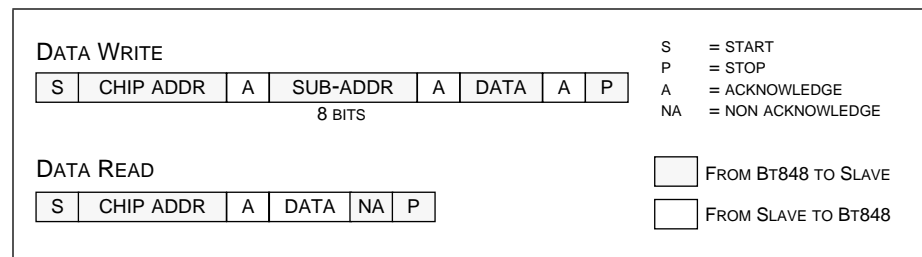 DATA WRITE
S CHIP ADDR A SUB-ADDR A DATA A P
8 BITS
S = START
P = STOP
A = ACKNOWLEDGE
NA = NON ACKNOWLEDGE
DATA READ
S CHIP ADDR A DATA NA P
FROM BT848 TO SLAVE
FROM SLAVE TO BT848